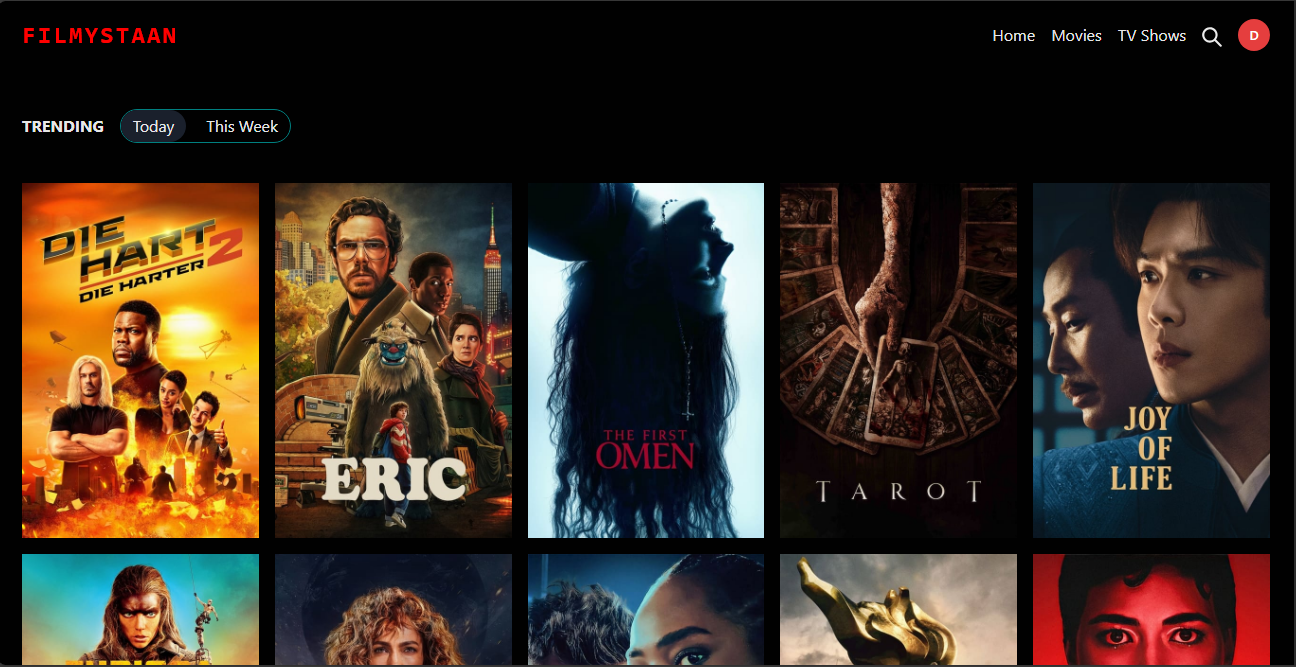 FILMYSTAAN
Home Movies TV Shows
D
TRENDING Today This Week
DIE
HART 2
DIE HARTER
ERIC
THE FIRST
OMEN
TAROT
JOY
OF
LIFE